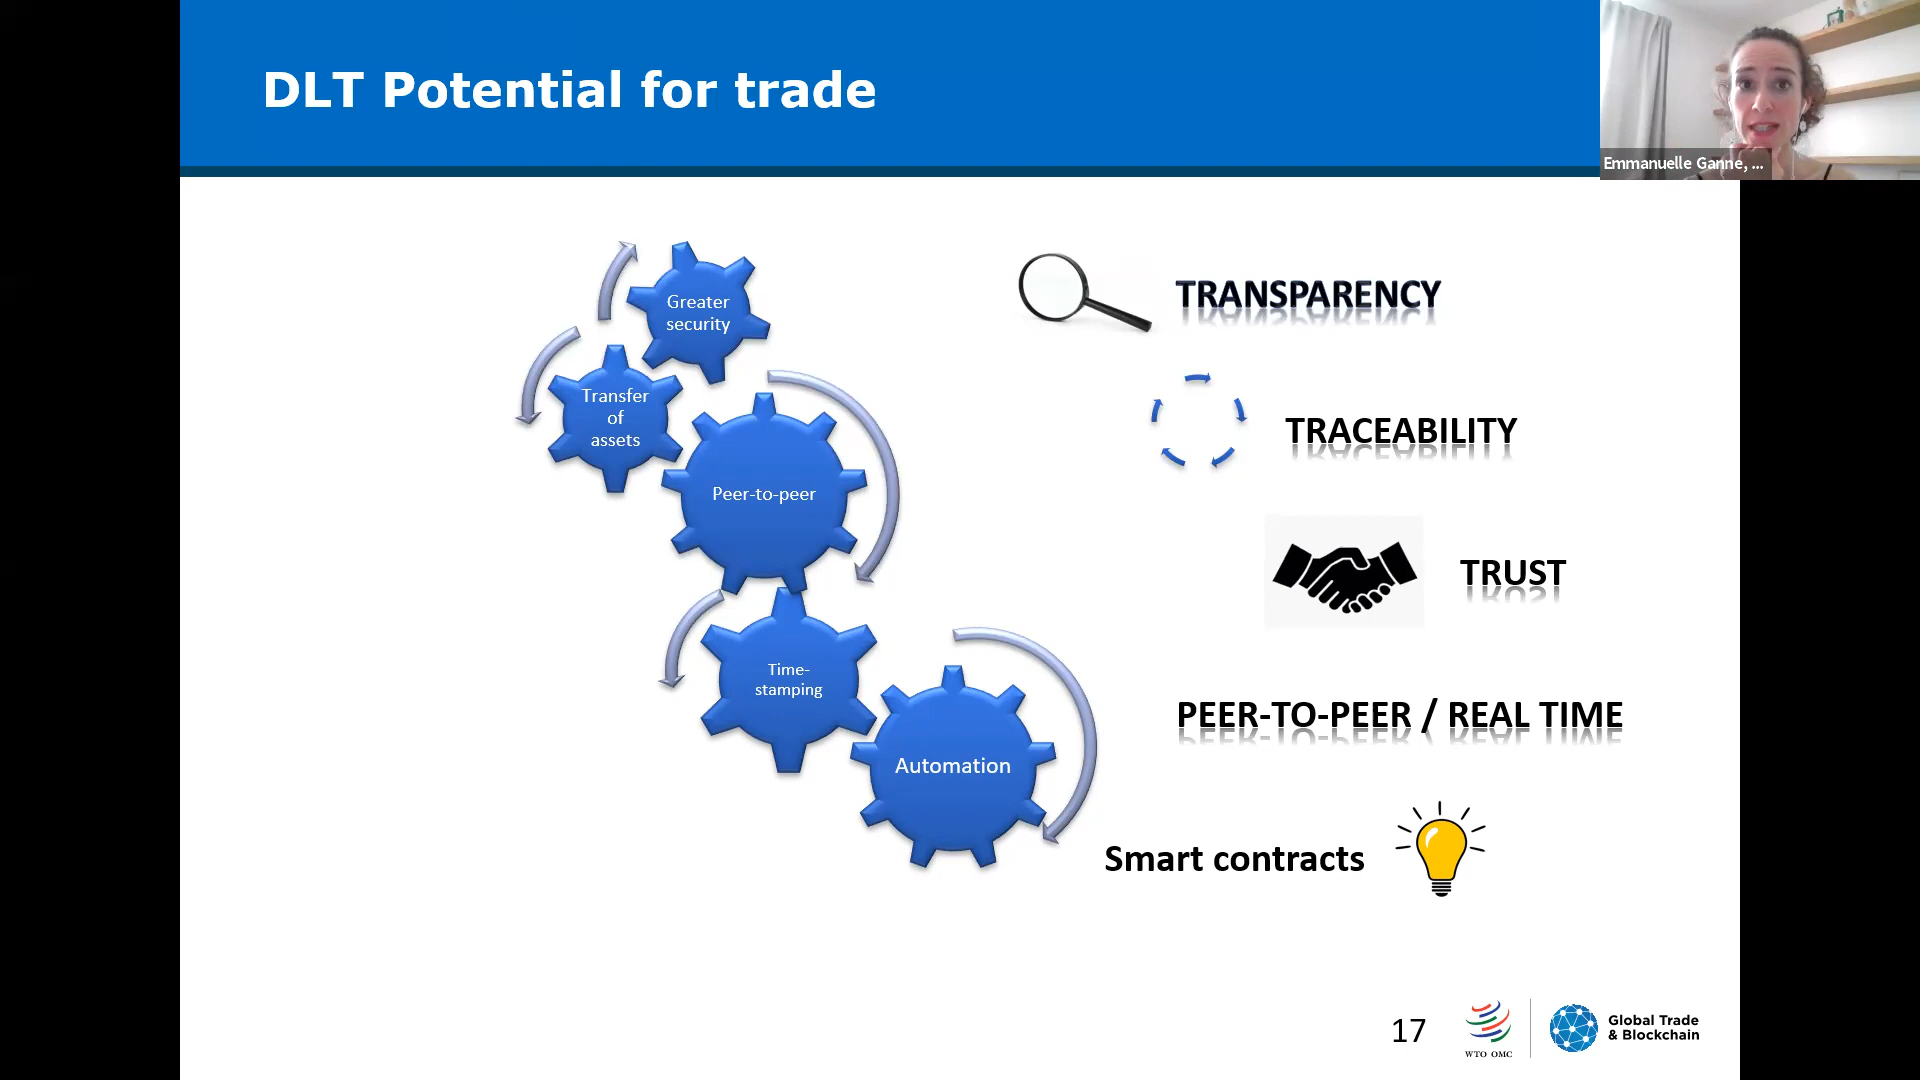 DLT Potential for trade
Emmanuelle Ganne, ...
Greater
security
Transfer
of
assets
Peer-to-peer
Time-
stamping
Automation
TRANSPARENCY
TRACEABILITY
TRUST
PEER-TO-PEER / REAL TIME
Smart contracts
17
WTO OMC
Global Trade
& Blockchain